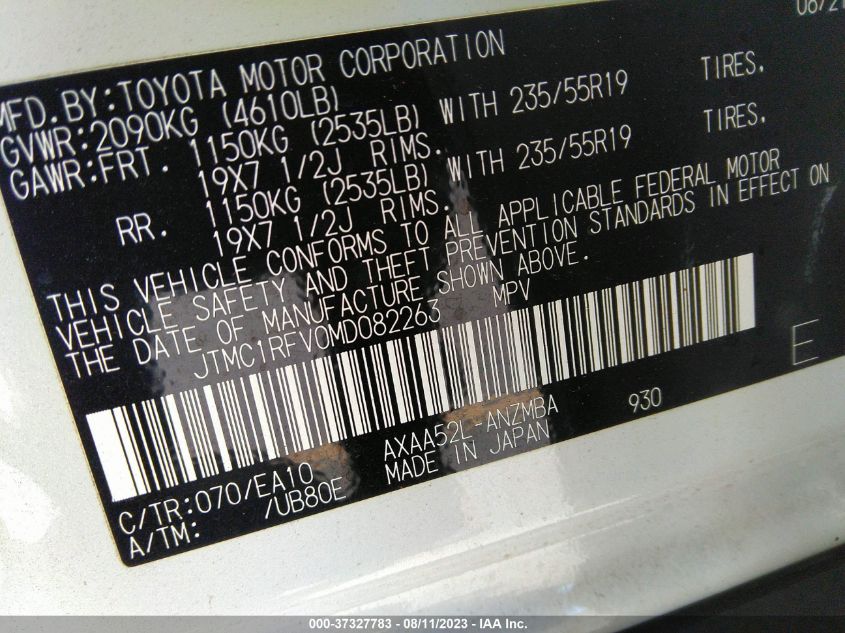 08/21
MFD.BY:TOYOTA MOTOR CORPORATION
GVWR:2090KG (4610LB)
GAWR:FRT. 1150KG (2535LB) WITH 235/55R19 TIRES,
19X7 1/2J RIMS.
RR. 1150KG (2535LB) WITH 235/55R19 TIRES,
19X7 1/2J RIMS.
THIS VEHICLE CONFORMS TO ALL APPLICABLE FEDERAL MOTOR
VEHICLE SAFETY AND THEFT PREVENTION STANDARDS IN EFFECT ON
THE DATE OF MANUFACTURE SHOWN ABOVE.
JTMC1RFV0MD082263 MPV
E
AXAA52L-ANZMBA 930
MADE IN JAPAN
C/TR:070/EA10
A/TM: /UB80E
000-37327783 - 08/11/2023 - IAA Inc.